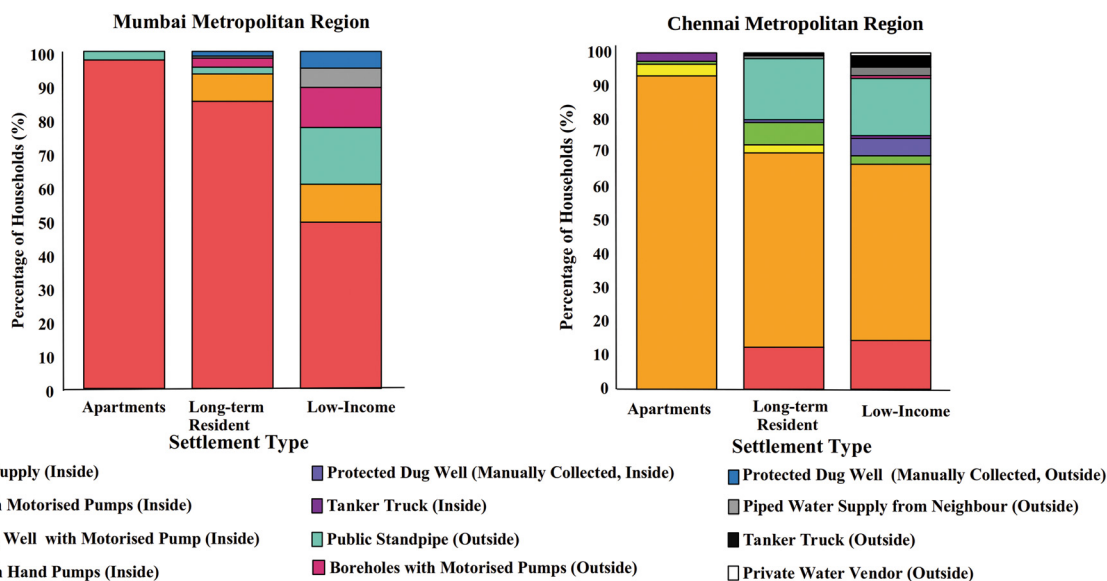 Mumbai Metropolitan Region
Percentage of Households (%)
100
90
80
70
60
50
40
30
20
10
0
Apartments
Long-term
Resident
Low-Income
Settlement Type
Chennai Metropolitan Region
Percentage of Households (%)
100
90
80
70
60
50
40
30
20
10
0
Apartments
Long-term
Resident
Low-Income
Settlement Type
(Inside)
Motorised Pumps (Inside)
Well with Motorised Pump (Inside)
Hand Pumps (Inside)
Protected Dug Well (Manually Collected, Inside)
Tanker Truck (Inside)
Public Standpipe (Outside)
Boreholes with Motorised Pumps (Outside)
Protected Dug Well (Manually Collected, Outside)
Piped Water Supply from Neighbour (Outside)
Tanker Truck (Outside)
Private Water Vendor (Outside)